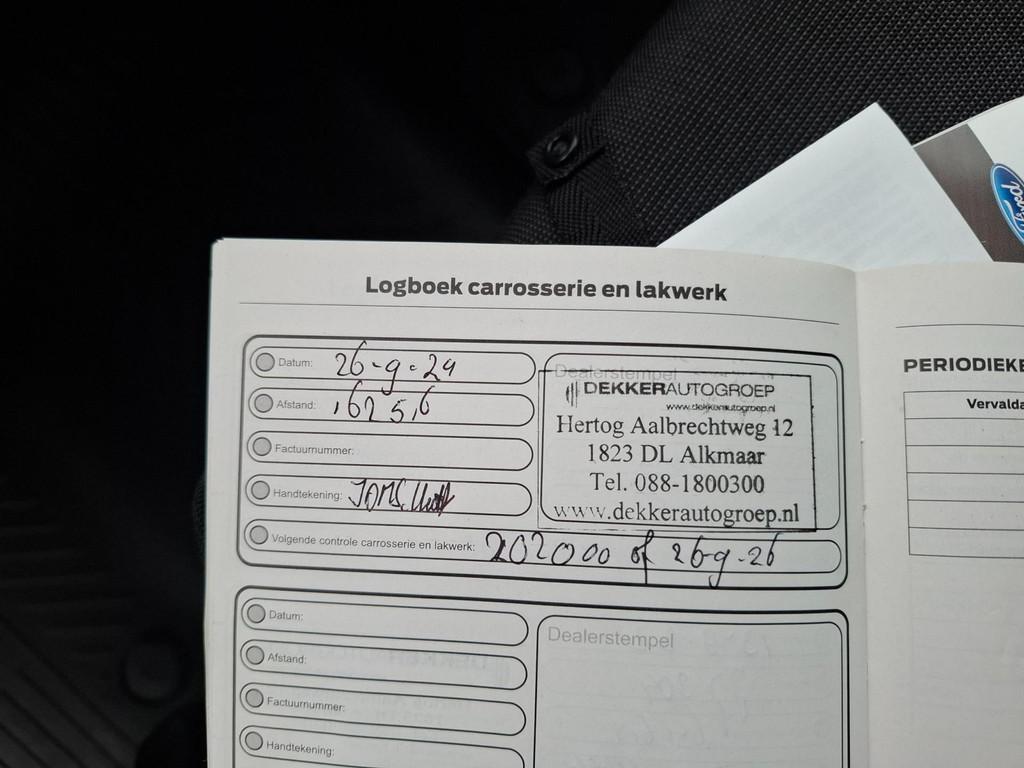 Ford
Logboek carrosserie en lakwerk
Datum: 26-9-24
Afstand: 162516
Factuurnummer:
Handtekening:
Dealerstempel
DEKKERAUTOGROEP
www.dekkerautogroep.nl
Hertog Aalbrechtweg 12
1823 DL Alkmaar
Tel. 088-1800300
www.dekkerautogroep.nl
Volgende controle carrosserie en lakwerk: 202000 of 26-9-26
Datum:
Afstand:
Factuurnummer:
Handtekening:
Dealerstempel
PERIODIEKE
Vervalda